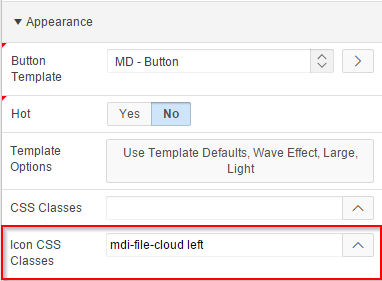 Appearance
Button
Template
MD - Button
Hot
Yes No
Template
Options
Use Template Defaults, Wave Effect, Large,
Light
CSS Classes
Icon CSS
Classes
mdi-file-cloud left